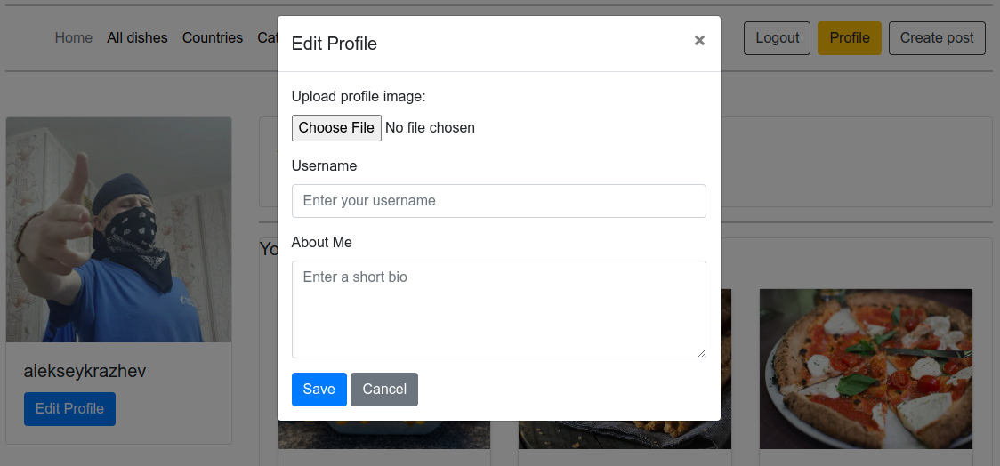 Home All dishes Countries Cat
Logout Profile Create post
Edit Profile ×
Upload profile image:
Choose File No file chosen
Username
Enter your username
About Me
Enter a short bio
Save Cancel
Yo
alekseykrazhev
Edit Profile